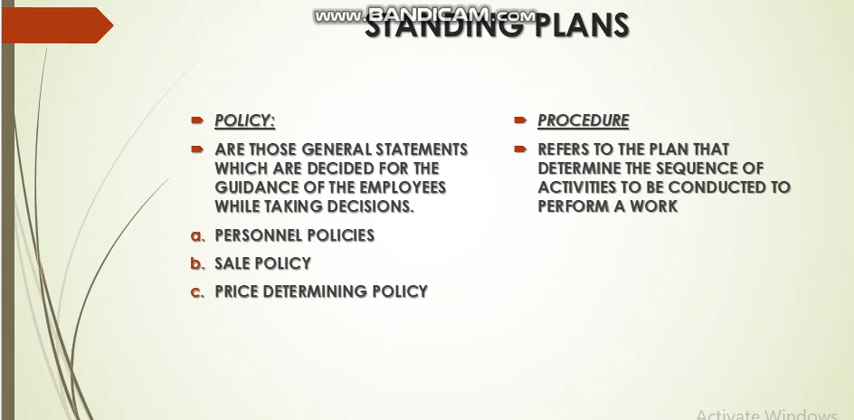 www.BANDICAM.com
STANDING PLANS
POLICY:
ARE THOSE GENERAL STATEMENTS
WHICH ARE DECIDED FOR THE
GUIDANCE OF THE EMPLOYEES
WHILE TAKING DECISIONS.
a. PERSONNEL POLICIES
b. SALE POLICY
c. PRICE DETERMINING POLICY
PROCEDURE
REFERS TO THE PLAN THAT
DETERMINE THE SEQUENCE OF
ACTIVITIES TO BE CONDUCTED TO
PERFORM A WORK
Activate Windows